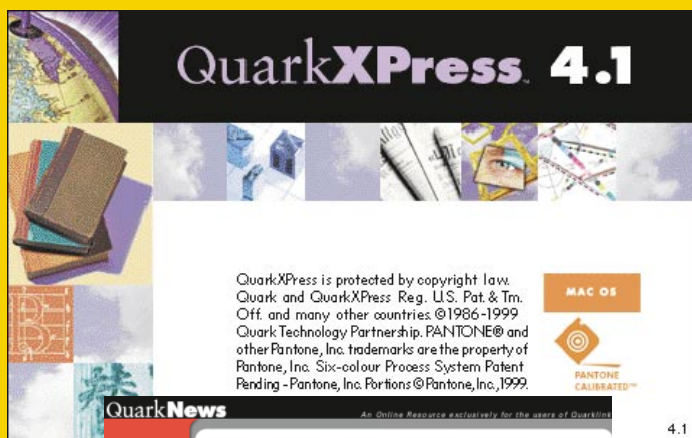 QuarkXPress™ 4.1
QuarkXPress is protected by copyright law.
Quark and QuarkXPress Reg. U.S. Pat. & Tm.
Off. and many other countries. ©1986-1999
Quark Technology Partnership. PANTONE® and
other Pantone, Inc. trademarks are the property of
Pantone, Inc. Six-colour Process System Patent
Pending - Pantone, Inc. Portions © Pantone, Inc., 1999.
MAC OS
PANTONE
CALIBRATED™
QuarkNews
An Online Resource exclusively for the users of Quarklink
4.1